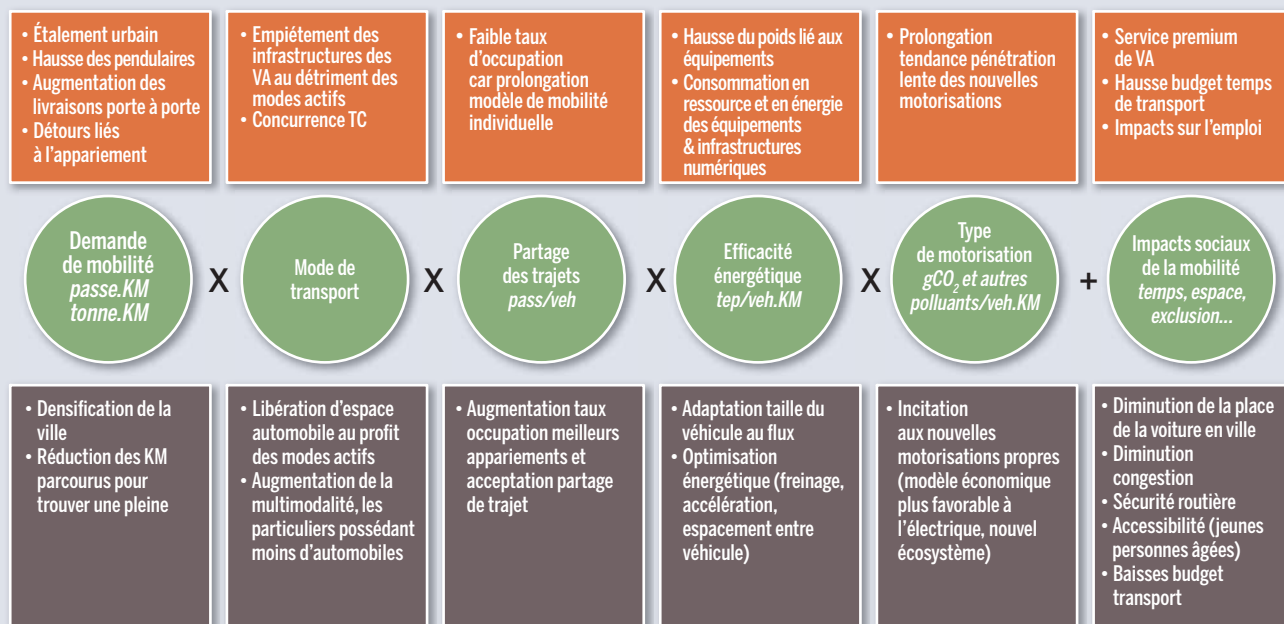 • Étalement urbain
• Hausse des pendulaires
• Augmentation des
livraisons porte à porte
• Détours liés
à l'appariement
• Empiétement des
infrastructures des
VA au détriment des
modes actifs
• Concurrence TC
• Faible taux
d'occupation
car prolongation
modèle de mobilité
individuelle
• Hausse du poids lié aux
équipements
• Consommation en
ressource et en énergie
des équipements
& infrastructures
numériques
• Prolongation
tendance pénétration
lente des nouvelles
motorisations
• Service premium
de VA
• Hausse budget temps
de transport
• Impacts sur l'emploi
Demande
de mobilité
passe.KM
tonne.KM
X
Mode de
transport
X
Partage
des trajets
pass/veh
X
Efficacité
énergétique
tep/veh.KM
X
Type
de motorisation
gCO₂ et autres
polluants/veh.KM
+
Impacts sociaux
de la mobilité
temps, espace,
exclusion...
• Densification de la
ville
• Réduction des KM
parcourus pour
trouver une pleine
• Libération d'espace
automobile au profit
des modes actifs
• Augmentation de la
multimodalité, les
particuliers possédant
moins d'automobiles
• Augmentation taux
occupation meilleurs
appariements et
acceptation partage
de trajet
• Adaptation taille du
véhicule au flux
• Optimisation
énergétique (freinage,
accélération,
espacement entre
véhicule)
• Incitation
aux nouvelles
motorisations propres
(modèle économique
plus favorable à
l'électrique, nouvel
écosystème)
• Diminution de la place
de la voiture en ville
• Diminution
congestion
• Sécurité routière
• Accessibilité (jeunes
personnes âgées)
• Baisses budget
transport